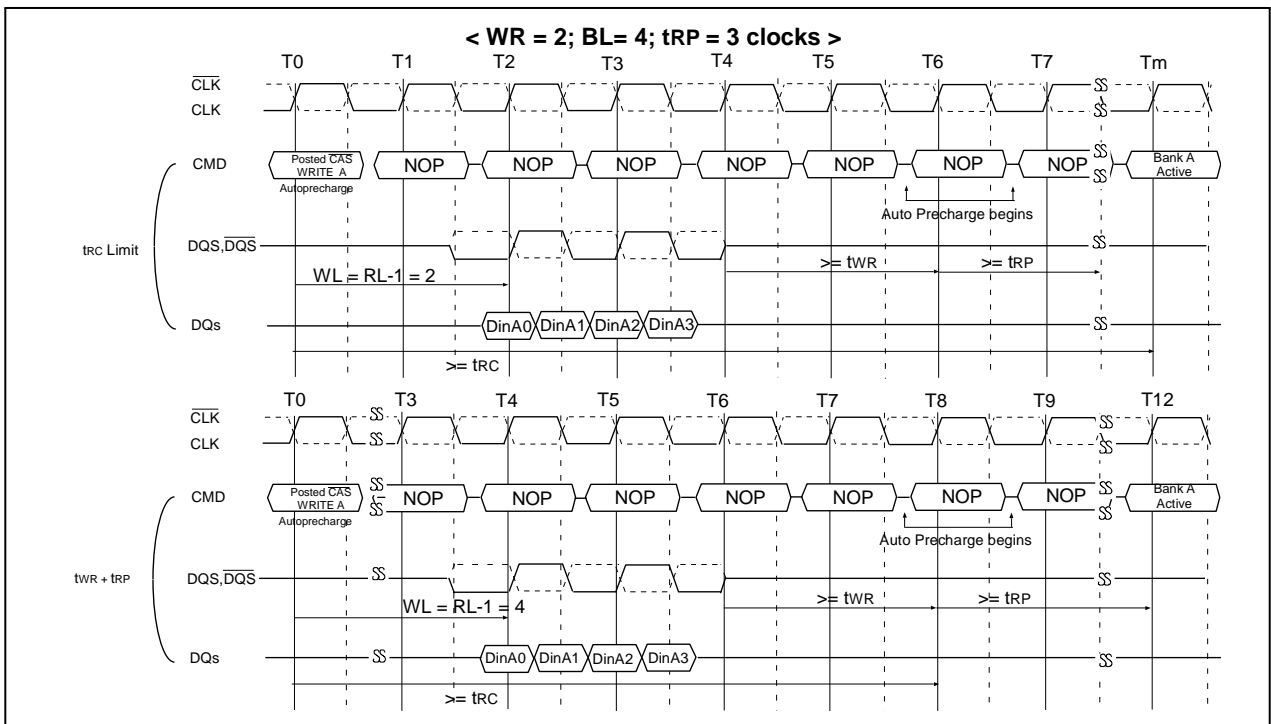 < WR = 2; BL= 4; tRP = 3 clocks >
T0 T1 T2 T3 T4 T5 T6 T7 Tm
CLK
CLK
CMD
Posted CAS
WRITE A
Autoprecharge
NOP NOP NOP NOP NOP NOP NOP
Bank A
Active
Auto Precharge begins
tRC Limit
DQS,DQS
>= tWR >= tRP
WL = RL-1 = 2
DQs
DinA0 DinA1 DinA2 DinA3
>= tRC
T0 T3 T4 T5 T6 T7 T8 T9 T12
CLK
CLK
CMD
Posted CAS
WRITE A
Autoprecharge
NOP NOP NOP NOP NOP NOP NOP
Bank A
Active
Auto Precharge begins
tWR + tRP
DQS,DQS
WL = RL-1 = 4
>= tWR >= tRP
DQs
DinA0 DinA1 DinA2 DinA3
>= tRC